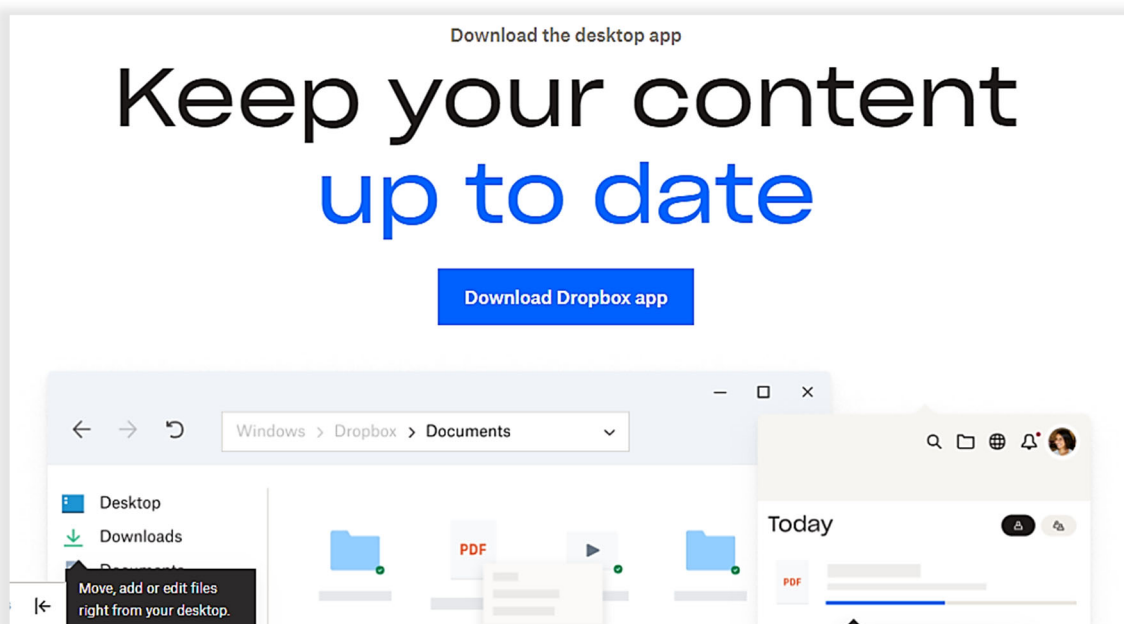 Download the desktop app
Keep your content
up to date
Download Dropbox app
Windows > Dropbox > Documents
Desktop
Downloads
Move, add or edit files
right from your desktop.
PDF
Today
PDF